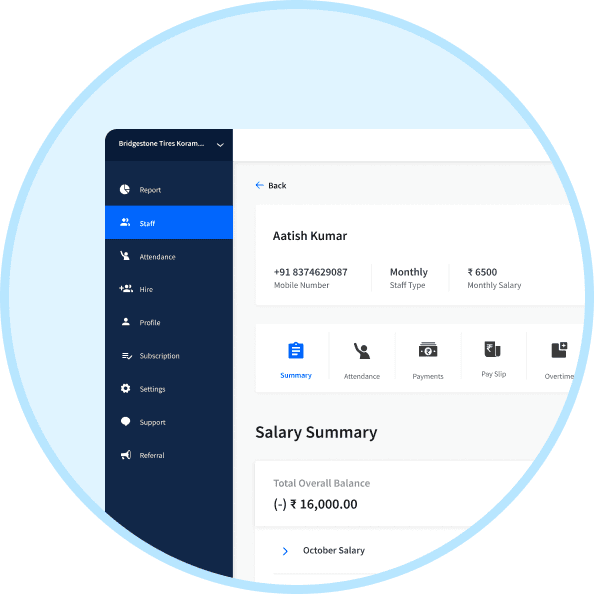 Bridgestone Tires Koram...
Report
Staff
Attendance
Hire
Profile
Subscription
Settings
Support
Referral
Back
Aatish Kumar
+91 8374629087 Monthly ₹ 6500
Mobile Number Staff Type Monthly Salary
Summary Attendance Payments Pay Slip Overtime
Salary Summary
Total Overall Balance
(-) ₹ 16,000.00
October Salary